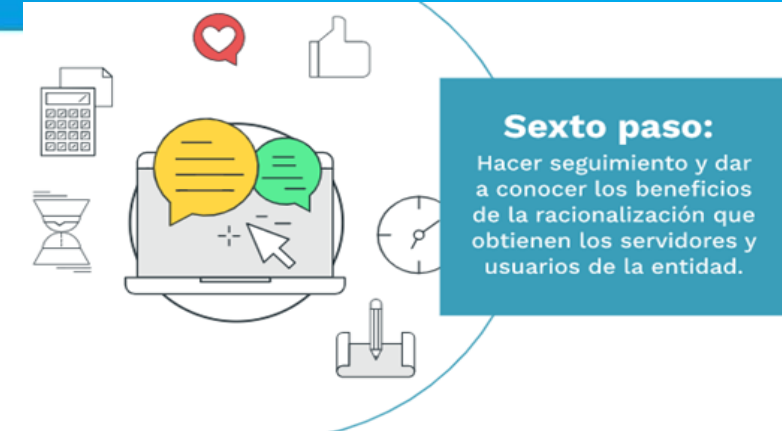 Sexto paso:
Hacer seguimiento y dar
a conocer los beneficios
de la racionalización que
obtienen los servidores y
usuarios de la entidad.